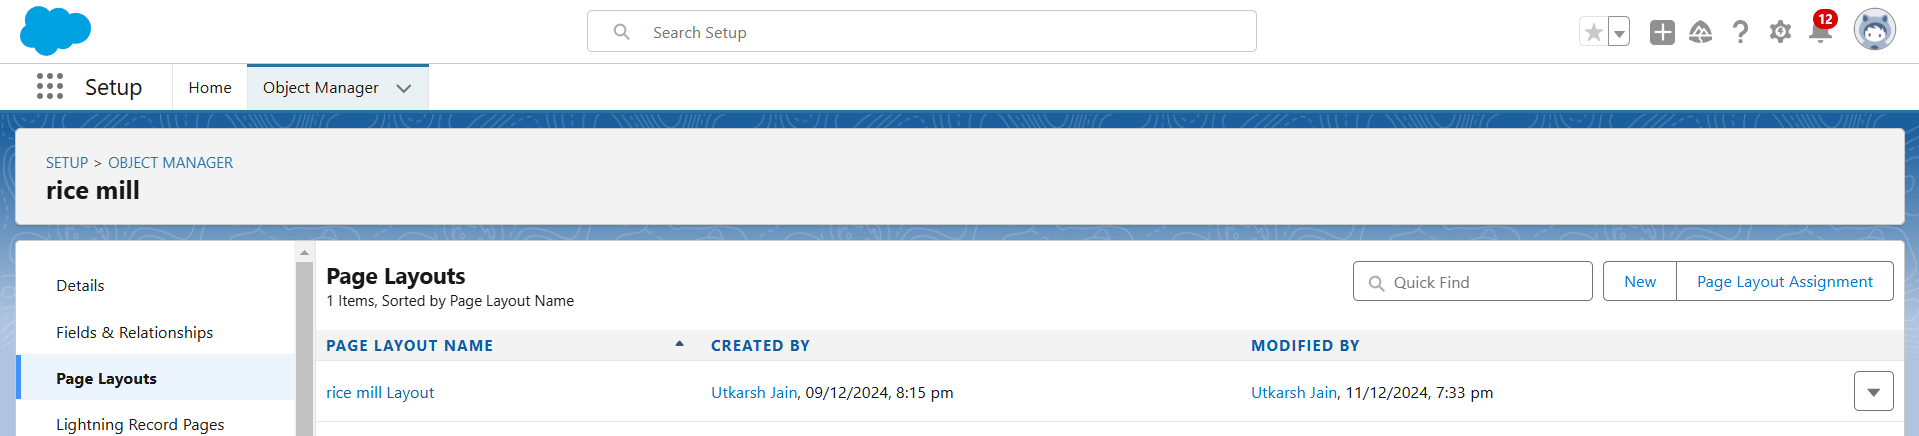 Search Setup
12
Setup
Home
Object Manager
SETUP > OBJECT MANAGER
rice mill
Details
Fields & Relationships
Page Layouts
Lightning Record Pages
Page Layouts
1 Items, Sorted by Page Layout Name
Quick Find
New
Page Layout Assignment
PAGE LAYOUT NAME CREATED BY MODIFIED BY
rice mill Layout Utkarsh Jain, 09/12/2024, 8:15 pm Utkarsh Jain, 11/12/2024, 7:33 pm